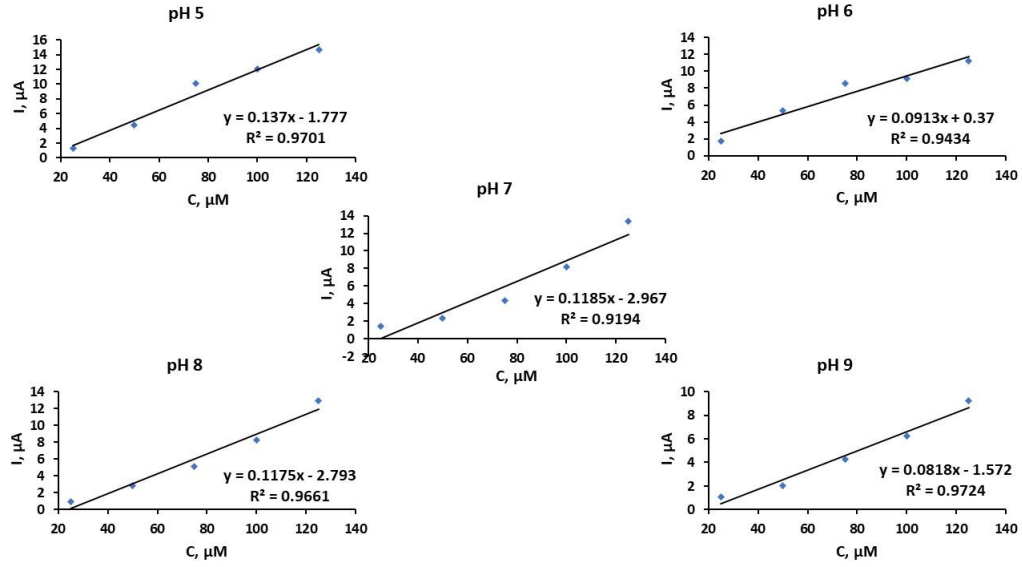 pH 5
16
14
12
10
8
6
4
2
0
I, µA
y = 0.137x - 1.777
R² = 0.9701
20 40 60 80 100 120 140
C, µM
pH 6
14
12
10
8
6
4
2
0
I, µA
y = 0.0913x + 0.37
R² = 0.9434
20 40 60 80 100 120 140
C, µM
pH 7
14
12
10
8
6
4
2
0
-2
I, µA
y = 0.1185x - 2.967
R² = 0.9194
20 40 60 80 100 120 140
C, µM
pH 8
14
12
10
8
6
4
2
0
I, µA
y = 0.1175x - 2.793
R² = 0.9661
20 40 60 80 100 120 140
C, µM
pH 9
10
8
6
4
2
0
I, µA
y = 0.0818x - 1.572
R² = 0.9724
20 40 60 80 100 120 140
C, µM